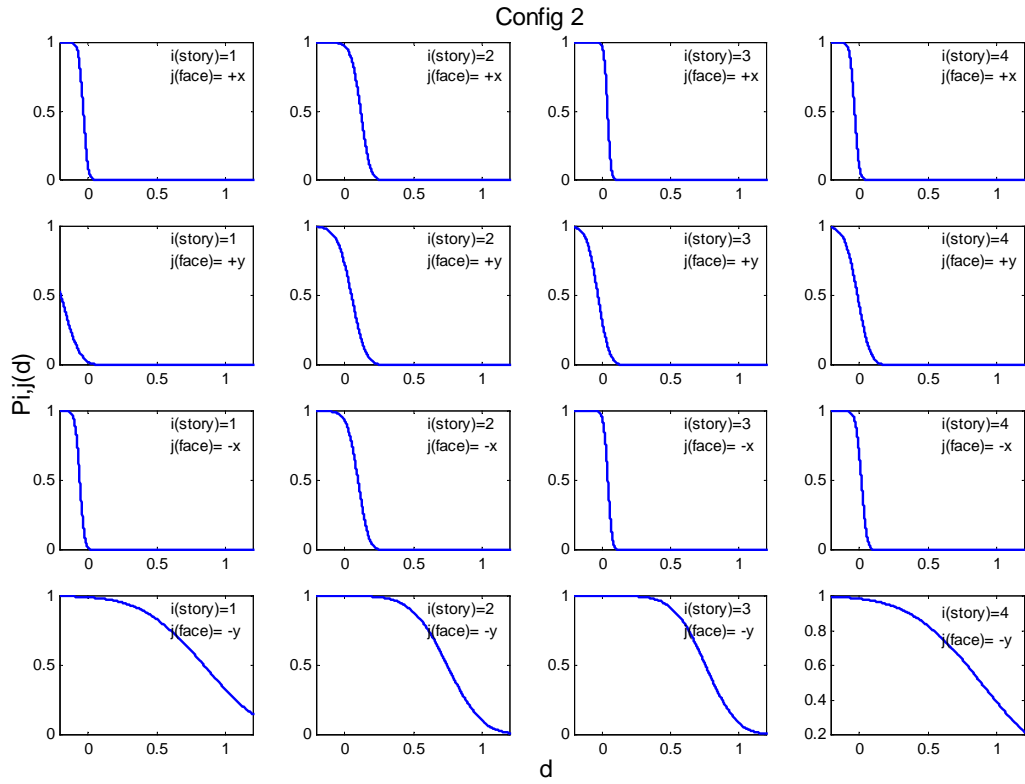 Config 2
1
0.5
0
0
0.5
1
i(story)=1
j(face)= +x
1
0.5
0
0
0.5
1
i(story)=2
j(face)= +x
1
0.5
0
0
0.5
1
i(story)=3
j(face)= +x
1
0.5
0
0
0.5
1
i(story)=4
j(face)= +x
1
0.5
0
0
0.5
1
i(story)=1
j(face)= +y
1
0.5
0
0
0.5
1
i(story)=2
j(face)= +y
1
0.5
0
0
0.5
1
i(story)=3
j(face)= +y
1
0.5
0
0
0.5
1
i(story)=4
j(face)= +y
Pi,j(d)
1
0.5
0
0
0.5
1
i(story)=1
j(face)= -x
1
0.5
0
0
0.5
1
i(story)=2
j(face)= -x
1
0.5
0
0
0.5
1
i(story)=3
j(face)= -x
1
0.5
0
0
0.5
1
i(story)=4
j(face)= -x
1
0.5
0
0
0.5
1
i(story)=1
j(face)= -y
1
0.5
0
0
0.5
1
i(story)=2
j(face)= -y
1
0.5
0
0
0.5
1
i(story)=3
j(face)= -y
1
0.8
0.6
0.4
0.2
0
0.5
1
i(story)=4
j(face)= -y
d